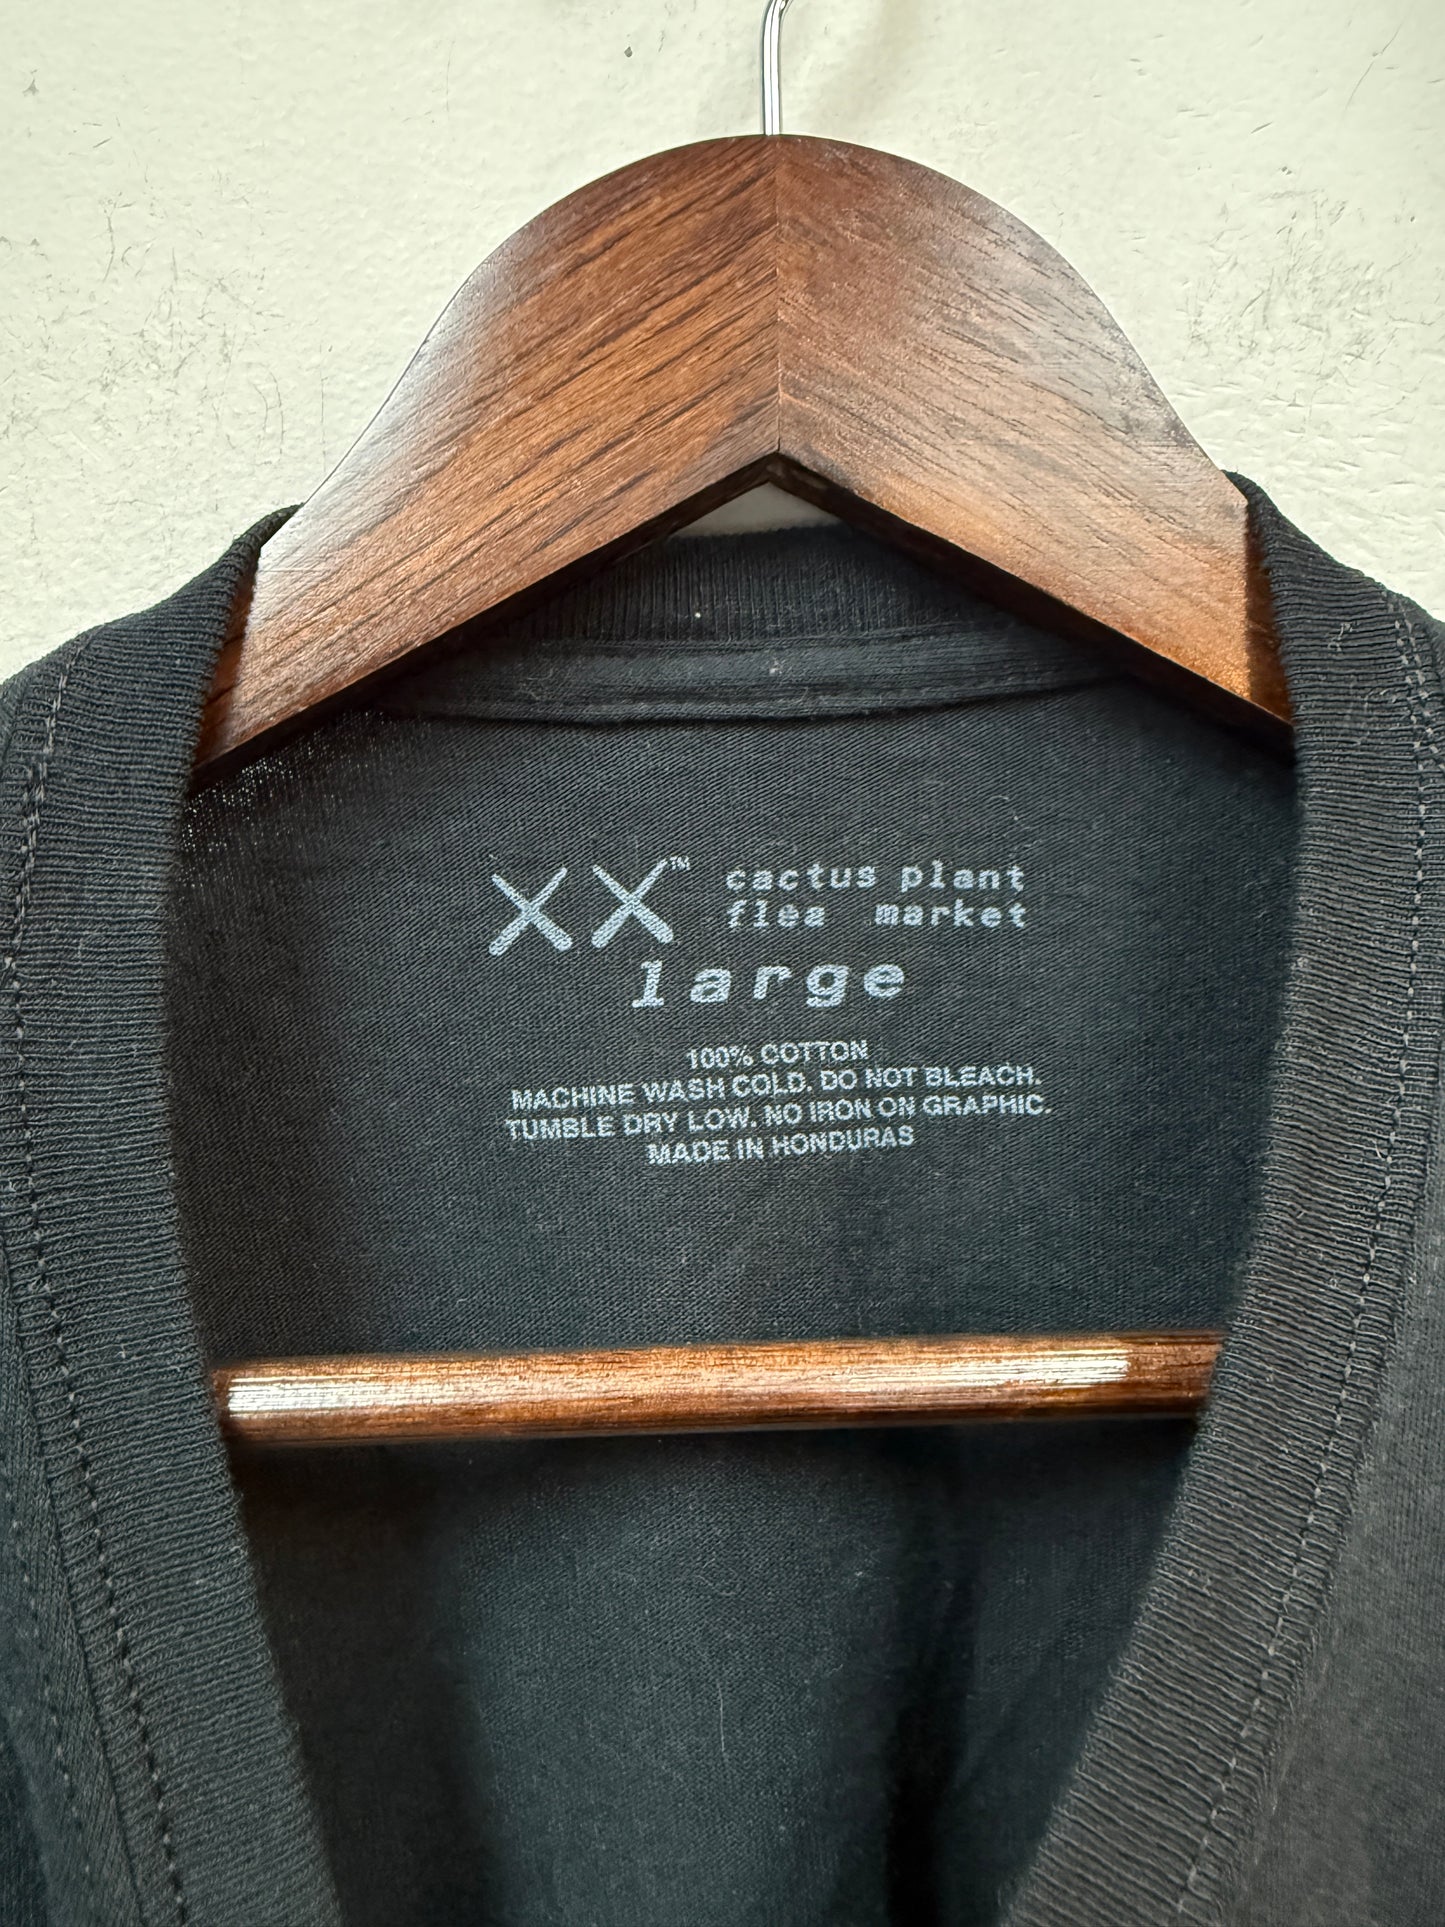 XX™ cactus plant
flea market
large
100% COTTON
MACHINE WASH COLD. DO NOT BLEACH.
TUMBLE DRY LOW. NO IRON ON GRAPHIC.
MADE IN HONDURAS